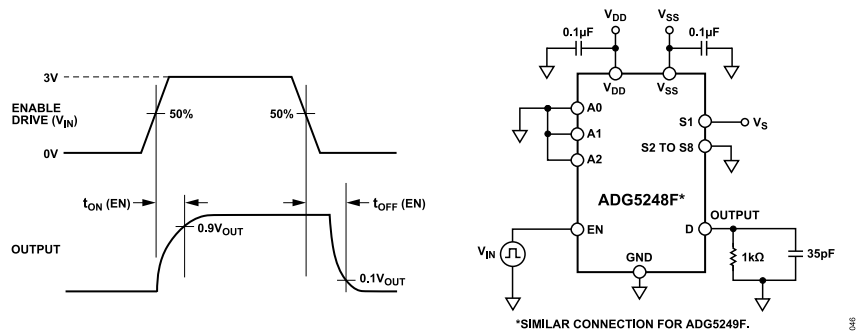 3V
ENABLE
DRIVE (VIN)
50%
50%
0V
tON (EN)
tOFF (EN)
OUTPUT
0.9VOUT
0.1VOUT
VDD
VSS
0.1µF
0.1µF
VDD
VSS
A0
A1
A2
S1
VS
S2 TO S8
ADG5248F*
EN
D
OUTPUT
VIN
GND
1kΩ
35pF
*SIMILAR CONNECTION FOR ADG5249F.
046